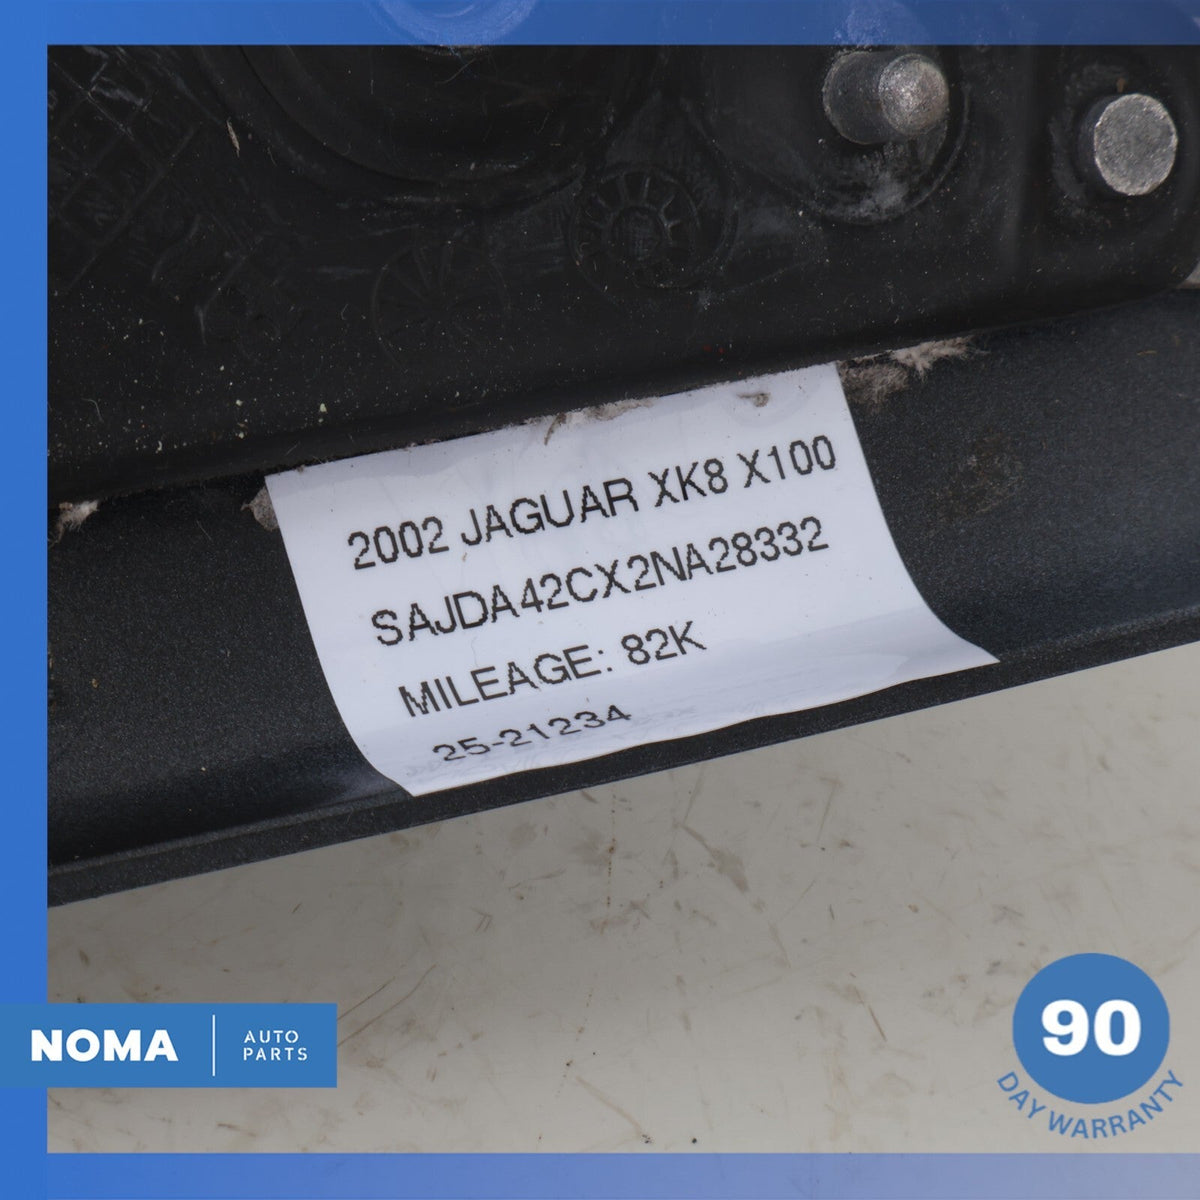 2002 JAGUAR XK8 X100
SAJDA42CX2NA28332
MILEAGE: 82K
25-21234
NOMA
AUTO
PARTS
90
DAY WARRANTY